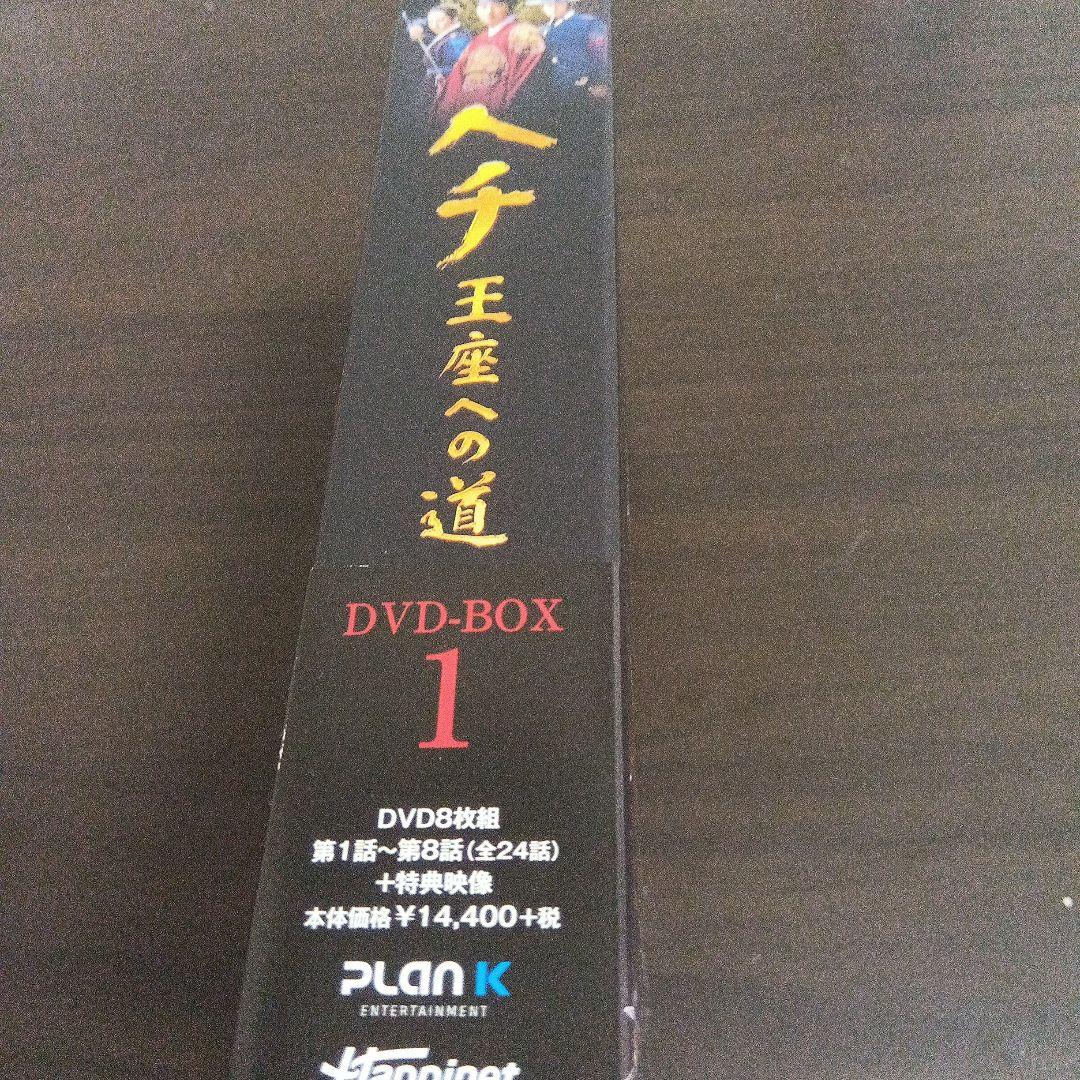 ヘチ
王座への道
DVD-BOX
1
DVD8枚組
第1話～第8話(全24話)
＋特典映像
本体価格￥14,400＋税
PLan K
ENTERTAINMENT
Happinet